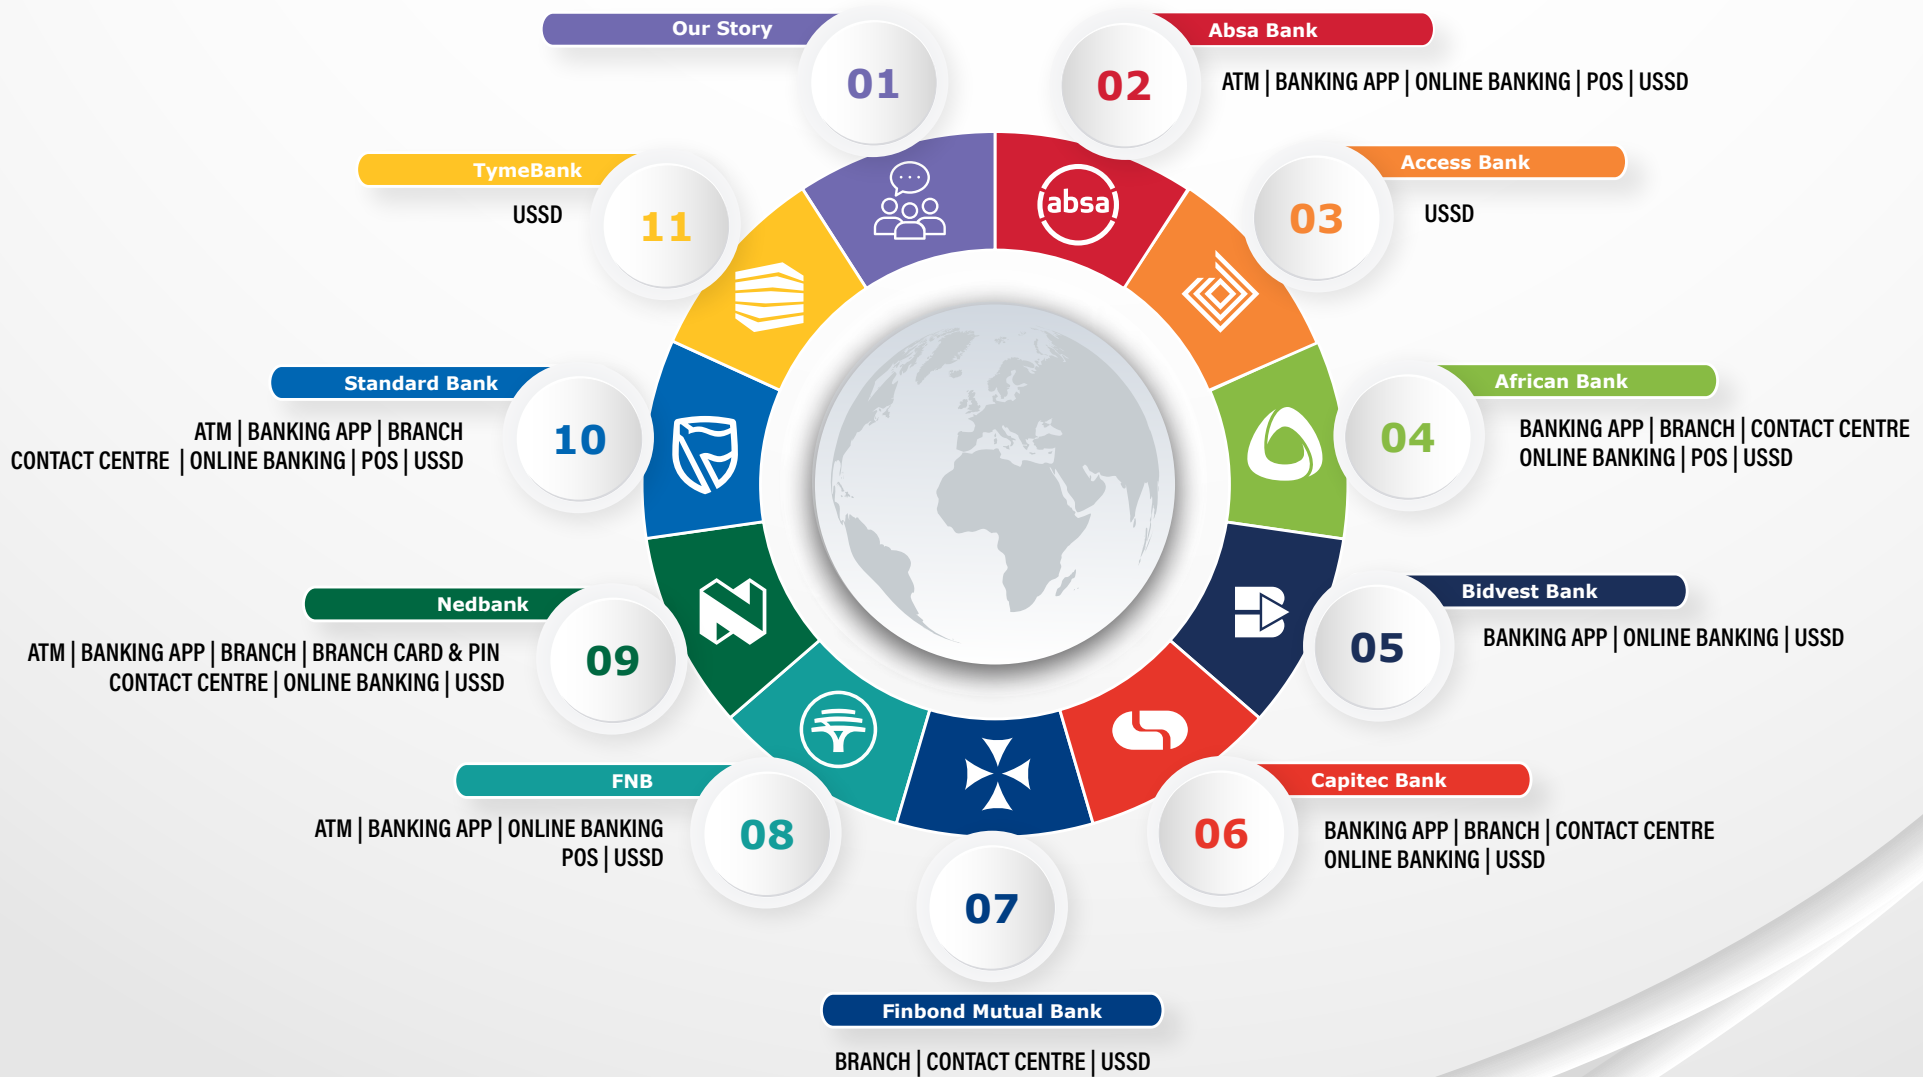 Our Story
01
Absa Bank
02
ATM | BANKING APP | ONLINE BANKING | POS | USSD
absa
Access Bank
03
USSD
African Bank
04
BANKING APP | BRANCH | CONTACT CENTRE
ONLINE BANKING | POS | USSD
Bidvest Bank
05
BANKING APP | ONLINE BANKING | USSD
Capitec Bank
06
BANKING APP | BRANCH | CONTACT CENTRE
ONLINE BANKING | USSD
07
Finbond Mutual Bank
BRANCH | CONTACT CENTRE | USSD
FNB
08
ATM | BANKING APP | ONLINE BANKING
POS | USSD
Nedbank
09
ATM | BANKING APP | BRANCH | BRANCH CARD & PIN
CONTACT CENTRE | ONLINE BANKING | USSD
Standard Bank
10
ATM | BANKING APP | BRANCH
CONTACT CENTRE | ONLINE BANKING | POS | USSD
TymeBank
11
USSD